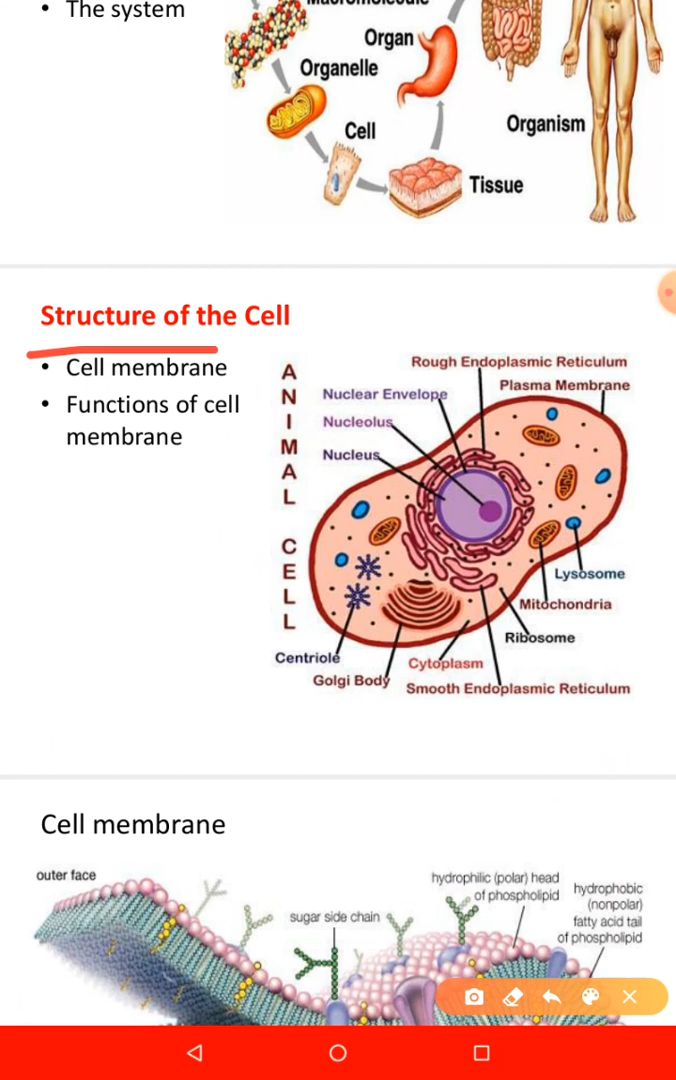 • The system
Organ
Organelle
Cell
Organism
Tissue
Structure of the Cell
• Cell membrane
• Functions of cell
membrane
ANIMAL CELL
Rough Endoplasmic Reticulum
Plasma Membrane
Nuclear Envelope
Nucleolus
Nucleus
Lysosome
Mitochondria
Ribosome
Centriole
Cytoplasm
Golgi Body
Smooth Endoplasmic Reticulum
Cell membrane
outer face
hydrophilic (polar) head
of phospholipid
hydrophobic
(nonpolar)
fatty acid tail
of phospholipid
sugar side chain